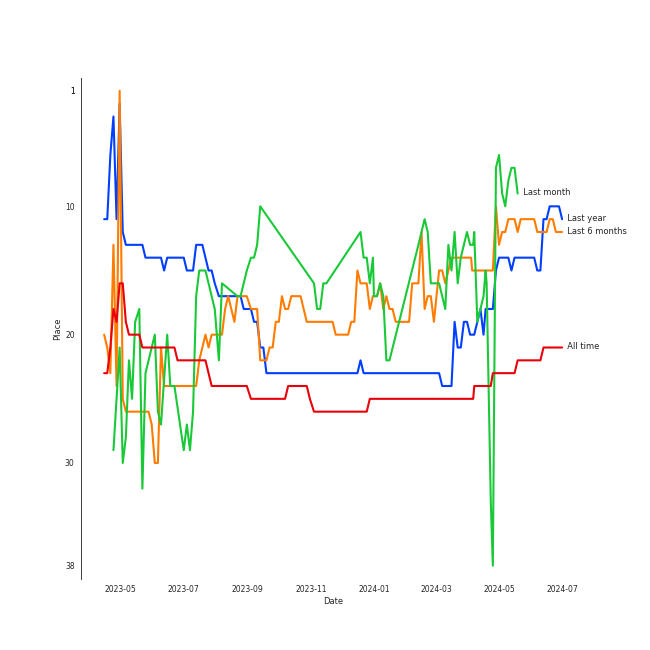 1
10
Last month
Last year
Last 6 months
Place
20
All time
30
38
2023-05 2023-07 2023-09 2023-11 2024-01 2024-03 2024-05 2024-07
Date